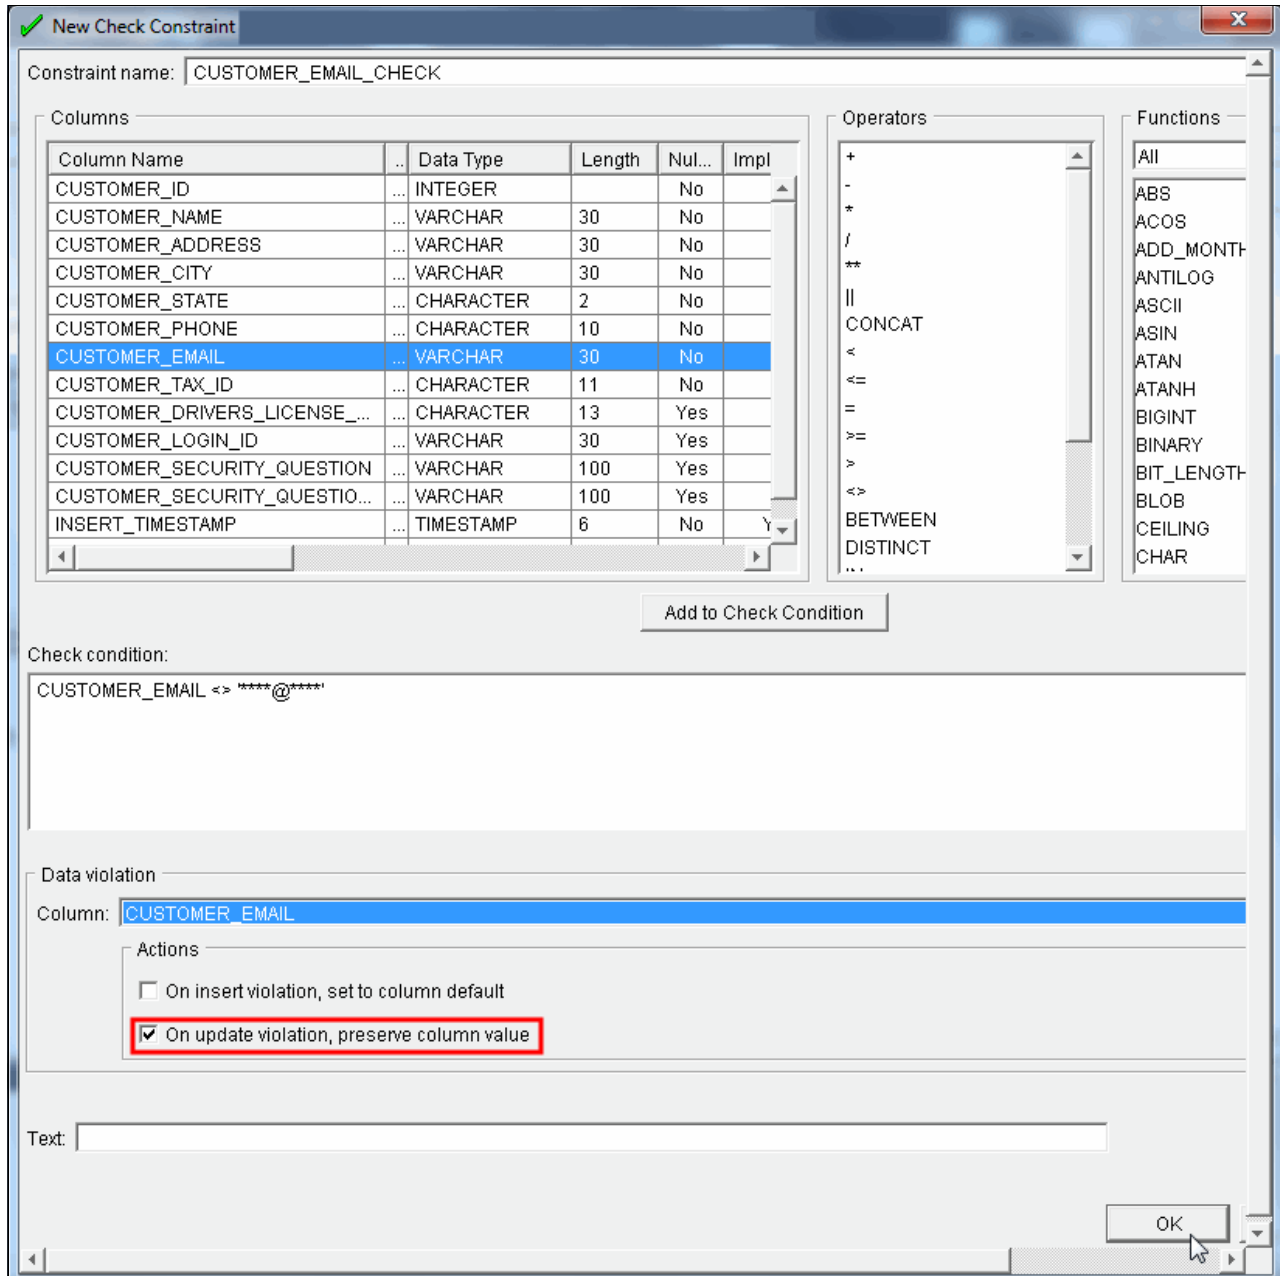 New Check Constraint
Constraint name: CUSTOMER_EMAIL_CHECK
Columns
Column Name .. Data Type Length Nul... Impl
CUSTOMER_ID ... INTEGER No
CUSTOMER_NAME ... VARCHAR 30 No
CUSTOMER_ADDRESS ... VARCHAR 30 No
CUSTOMER_CITY ... VARCHAR 30 No
CUSTOMER_STATE ... CHARACTER 2 No
CUSTOMER_PHONE ... CHARACTER 10 No
CUSTOMER_EMAIL ... VARCHAR 30 No
CUSTOMER_TAX_ID ... CHARACTER 11 No
CUSTOMER_DRIVERS_LICENSE_... ... CHARACTER 13 Yes
CUSTOMER_LOGIN_ID ... VARCHAR 30 Yes
CUSTOMER_SECURITY_QUESTION ... VARCHAR 100 Yes
CUSTOMER_SECURITY_QUESTIO... ... VARCHAR 100 Yes
INSERT_TIMESTAMP ... TIMESTAMP 6 No Y
Operators
+
-
*
/
**
||
CONCAT
<
<=
=
>=
>
<>
BETWEEN
DISTINCT
Functions
All
ABS
ACOS
ADD_MONTH
ANTILOG
ASCII
ASIN
ATAN
ATANH
BIGINT
BINARY
BIT_LENGTH
BLOB
CEILING
CHAR
Add to Check Condition
Check condition:
CUSTOMER_EMAIL <> '****@****'
Data violation
Column: CUSTOMER_EMAIL
Actions
On insert violation, set to column default
On update violation, preserve column value
Text:
OK